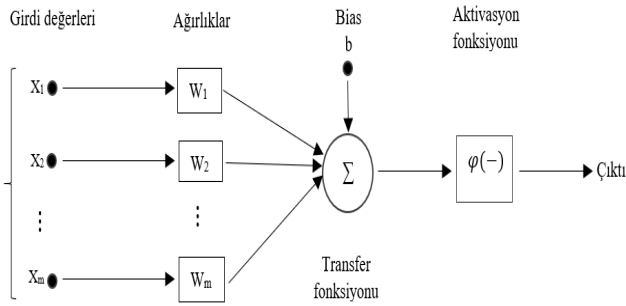 Girdi değerleri
Ağırlıklar
Bias
b
Aktivasyon
fonksiyonu
X1
W1
X2
W2
Σ
φ(−)
Çıktı
⋮
⋮
Xm
Wm
Transfer
fonksiyonu